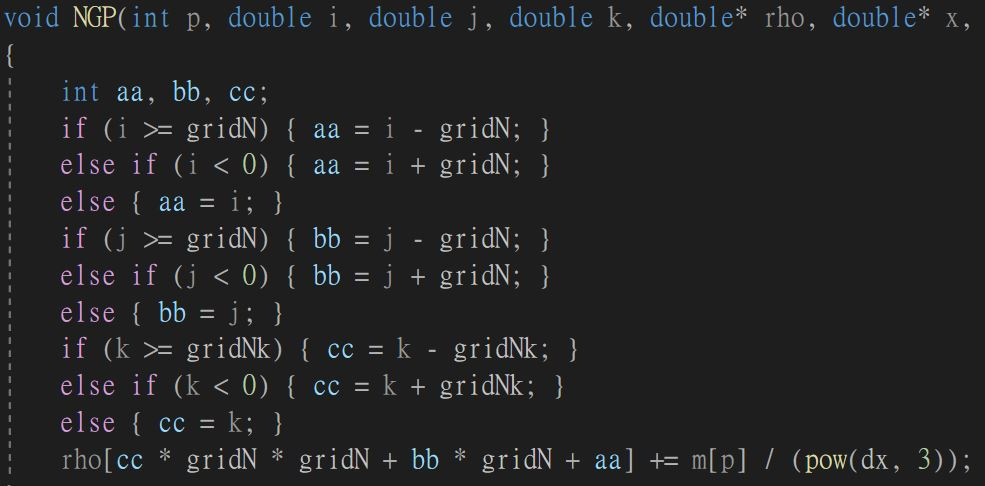 void NGP(int p, double i, double j, double k, double* rho, double* x,
{
int aa, bb, cc;
if (i >= gridN) { aa = i - gridN; }
else if (i < 0) { aa = i + gridN; }
else { aa = i; }
if (j >= gridN) { bb = j - gridN; }
else if (j < 0) { bb = j + gridN; }
else { bb = j; }
if (k >= gridNk) { cc = k - gridNk; }
else if (k < 0) { cc = k + gridNk; }
else { cc = k; }
rho[cc * gridN * gridN + bb * gridN + aa] += m[p] / (pow(dx, 3));